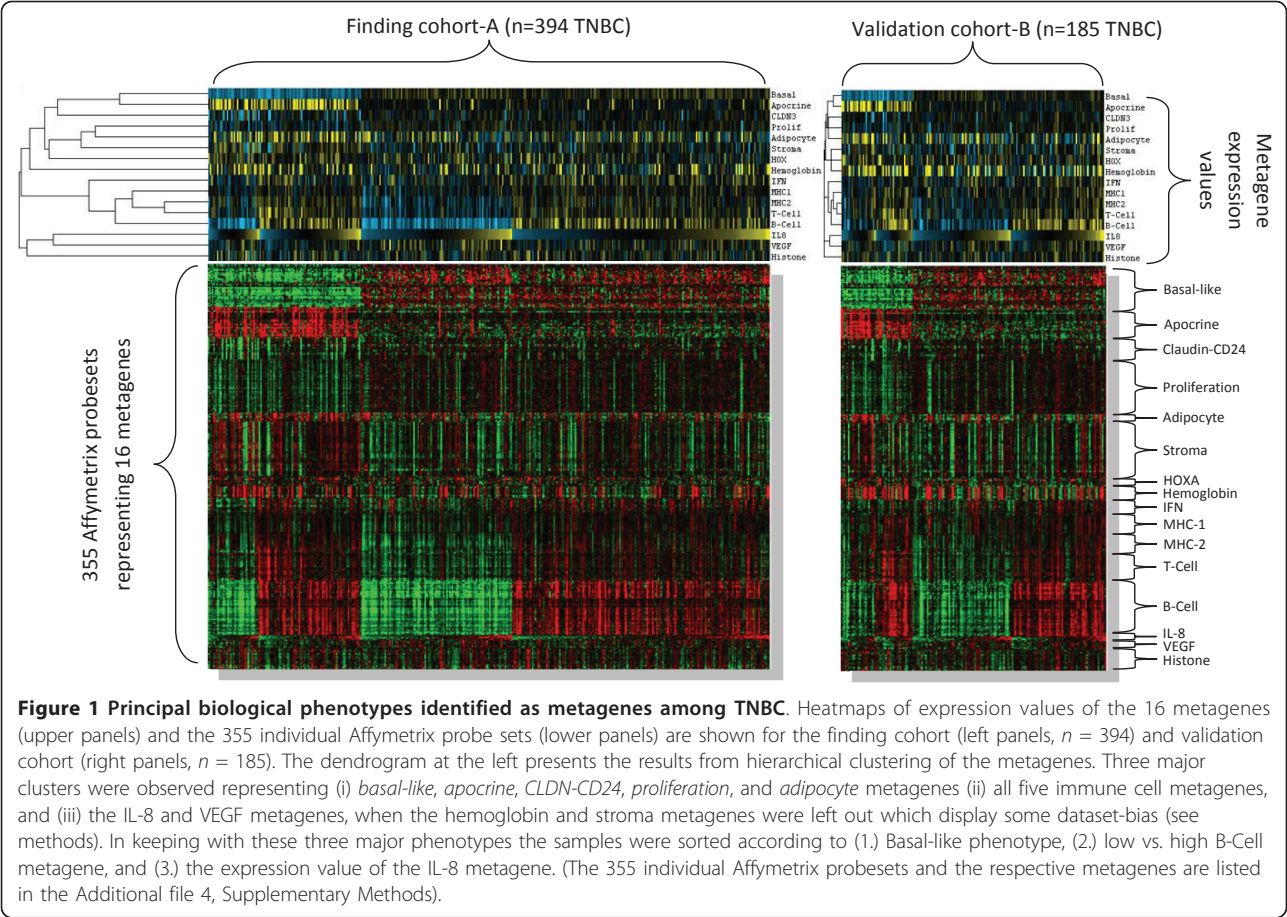 Finding cohort-A (n=394 TNBC)
Validation cohort-B (n=185 TNBC)
Basal
Apocrine
CLDN3
Prolif
Adipocyte
Stroma
HOX
Hemoglobin
IFN
MHC1
MHC2
T-Cell
B-Cell
IL8
VEGF
Histone
Basal
Apocrine
CLDN3
Prolif
Adipocyte
Stroma
HOX
Hemoglobin
IFN
MHC1
MHC2
T-Cell
B-Cell
IL8
VEGF
Histone
Metagene
expression
values
355 Affymetrix probesets
representing 16 metagenes
Basal-like
Apocrine
Claudin-CD24
Proliferation
Adipocyte
Stroma
HOXA
Hemoglobin
IFN
MHC-1
MHC-2
T-Cell
B-Cell
IL-8
VEGF
Histone
Figure 1 Principal biological phenotypes identified as metagenes among TNBC. Heatmaps of expression values of the 16 metagenes
(upper panels) and the 355 individual Affymetrix probe sets (lower panels) are shown for the finding cohort (left panels, n = 394) and validation
cohort (right panels, n = 185). The dendrogram at the left presents the results from hierarchical clustering of the metagenes. Three major
clusters were observed representing (i) basal-like, apocrine, CLDN-CD24, proliferation, and adipocyte metagenes (ii) all five immune cell metagenes,
and (iii) the IL-8 and VEGF metagenes, when the hemoglobin and stroma metagenes were left out which display some dataset-bias (see
methods). In keeping with these three major phenotypes the samples were sorted according to (1.) Basal-like phenotype, (2.) low vs. high B-Cell
metagene, and (3.) the expression value of the IL-8 metagene. (The 355 individual Affymetrix probesets and the respective metagenes are listed
in the Additional file 4, Supplementary Methods).